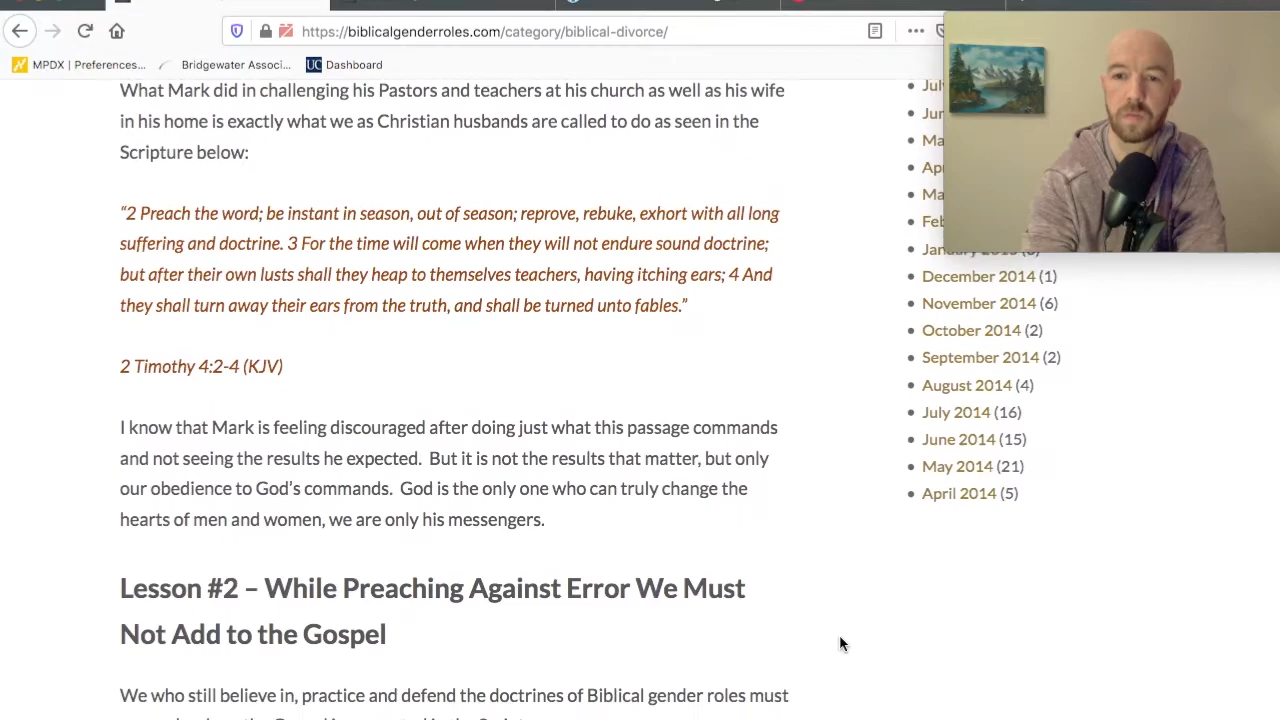 https://biblicalgenderroles.com/category/biblical-divorce/
MPDX | Preferences...
Bridgewater Associ...
UC Dashboard
What Mark did in challenging his Pastors and teachers at his church as well as his wife
in his home is exactly what we as Christian husbands are called to do as seen in the
Scripture below:
“2 Preach the word; be instant in season, out of season; reprove, rebuke, exhort with all long
suffering and doctrine. 3 For the time will come when they will not endure sound doctrine;
but after their own lusts shall they heap to themselves teachers, having itching ears; 4 And
they shall turn away their ears from the truth, and shall be turned unto fables.”
2 Timothy 4:2-4 (KJV)
I know that Mark is feeling discouraged after doing just what this passage commands
and not seeing the results he expected. But it is not the results that matter, but only
our obedience to God’s commands. God is the only one who can truly change the
hearts of men and women, we are only his messengers.
Lesson #2 – While Preaching Against Error We Must
Not Add to the Gospel
We who still believe in, practice and defend the doctrines of Biblical gender roles must
December 2014 (1)
November 2014 (6)
October 2014 (2)
September 2014 (2)
August 2014 (4)
July 2014 (16)
June 2014 (15)
May 2014 (21)
April 2014 (5)